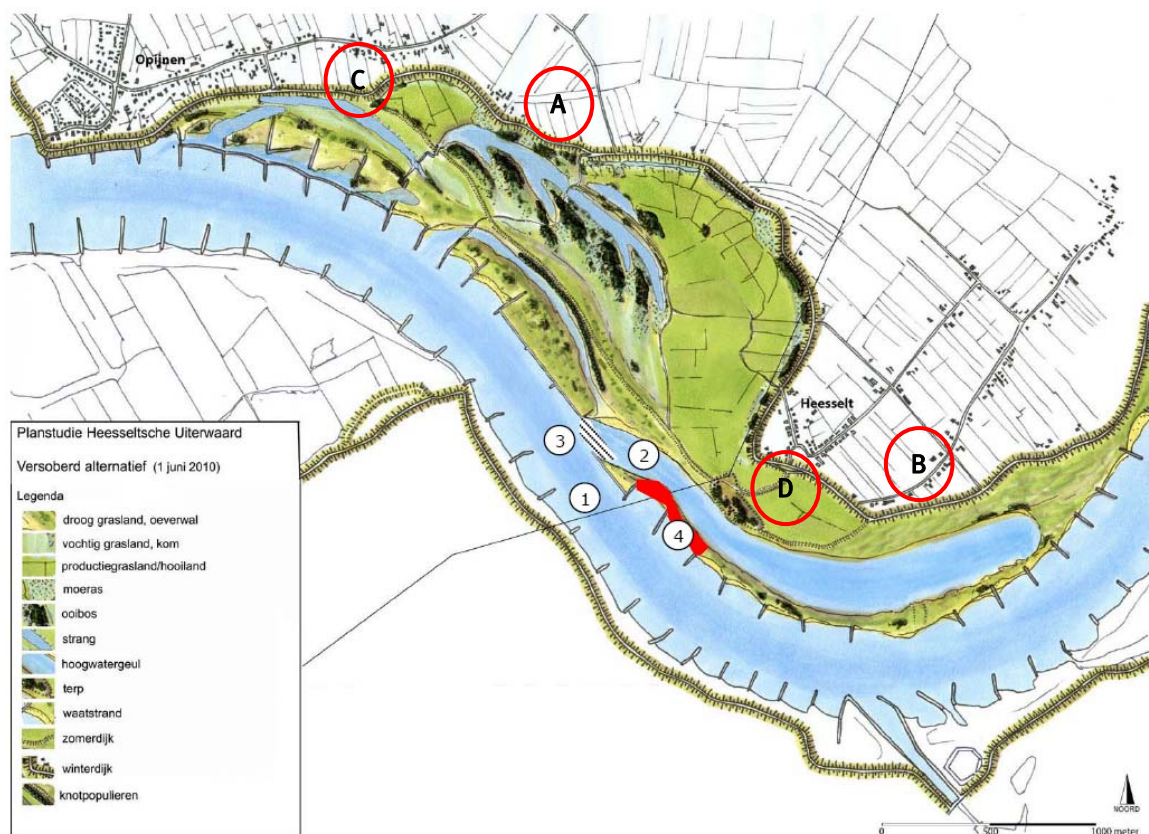 Opijnen
C
A
Heesselt
B
D
3
2
1
4
Planstudie Heesseltsche Uiterwaard
Versoberd alternatief (1 juni 2010)
Legenda
droog grasland, oeverwal
vochtig grasland, kom
productiegrasland/hooiland
moeras
ooibos
strang
hoogwatergeul
terp
waatstrand
zomerdijk
winterdijk
knotpopulieren
NOORD
0 500 1000 meter